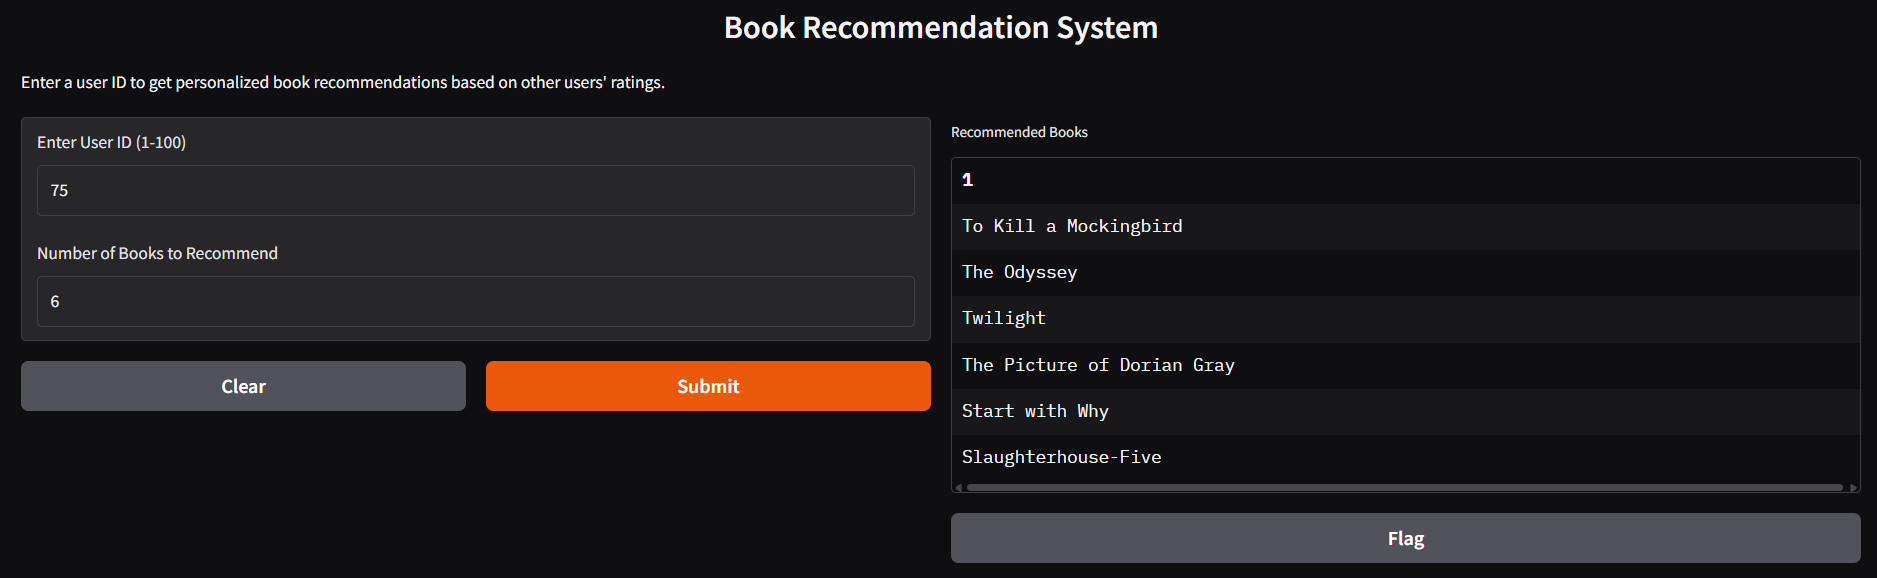 Book Recommendation System
Enter a user ID to get personalized book recommendations based on other users' ratings.
Enter User ID (1-100)
75
Number of Books to Recommend
6
Clear
Submit
Recommended Books
1
To Kill a Mockingbird
The Odyssey
Twilight
The Picture of Dorian Gray
Start with Why
Slaughterhouse-Five
Flag